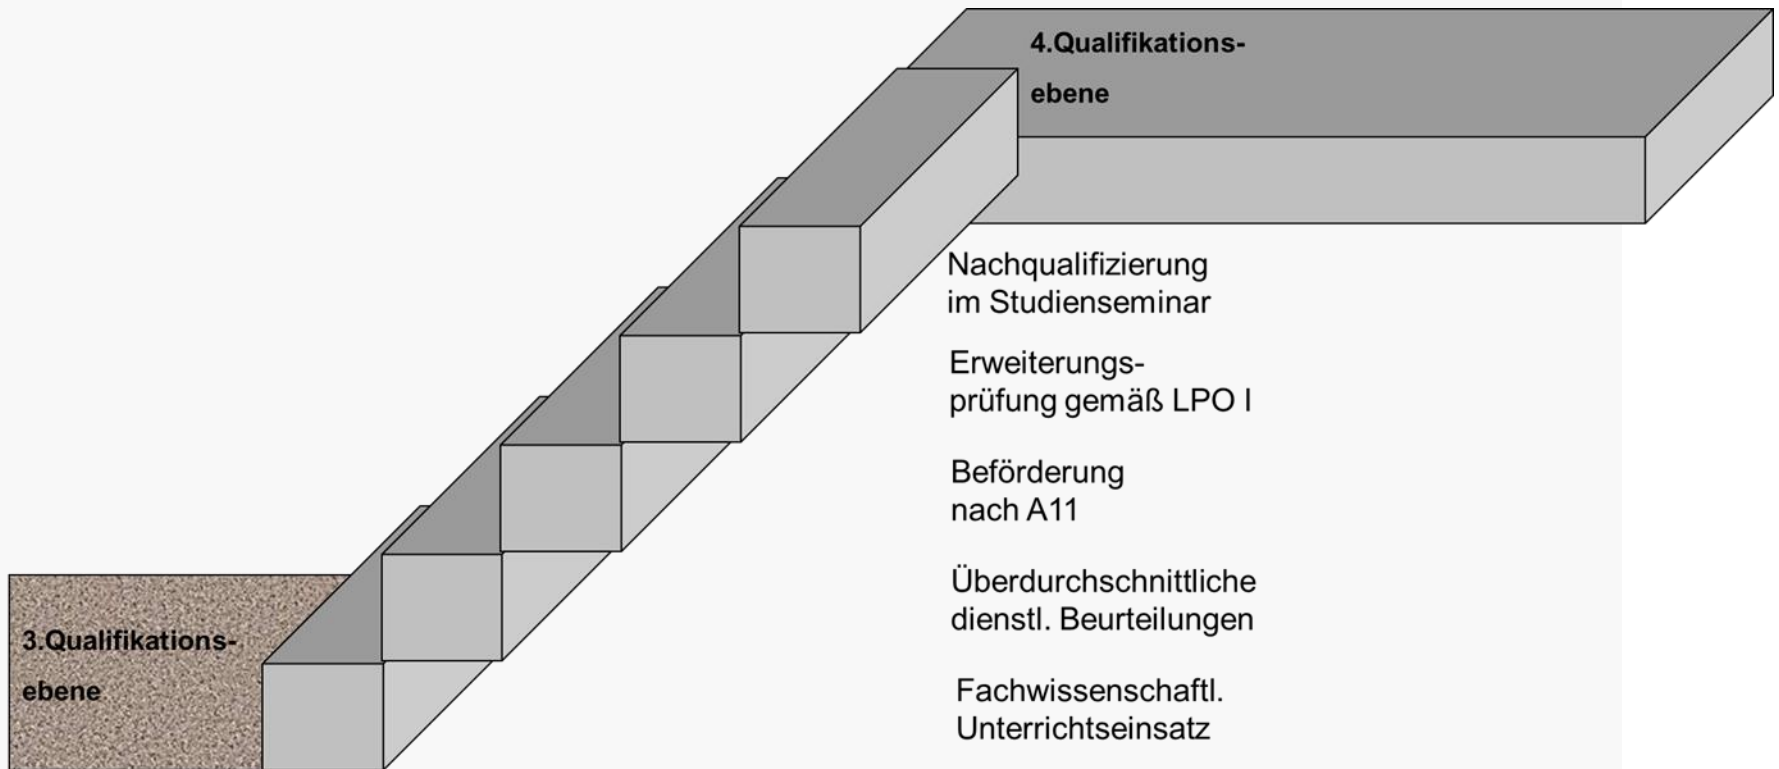 4.Qualifikations-
ebene
Nachqualifizierung
im Studienseminar
Erweiterungs-
prüfung gemäß LPO I
Beförderung
nach A11
Überdurchschnittliche
dienstl. Beurteilungen
3.Qualifikations-
ebene
Fachwissenschaftl.
Unterrichtseinsatz